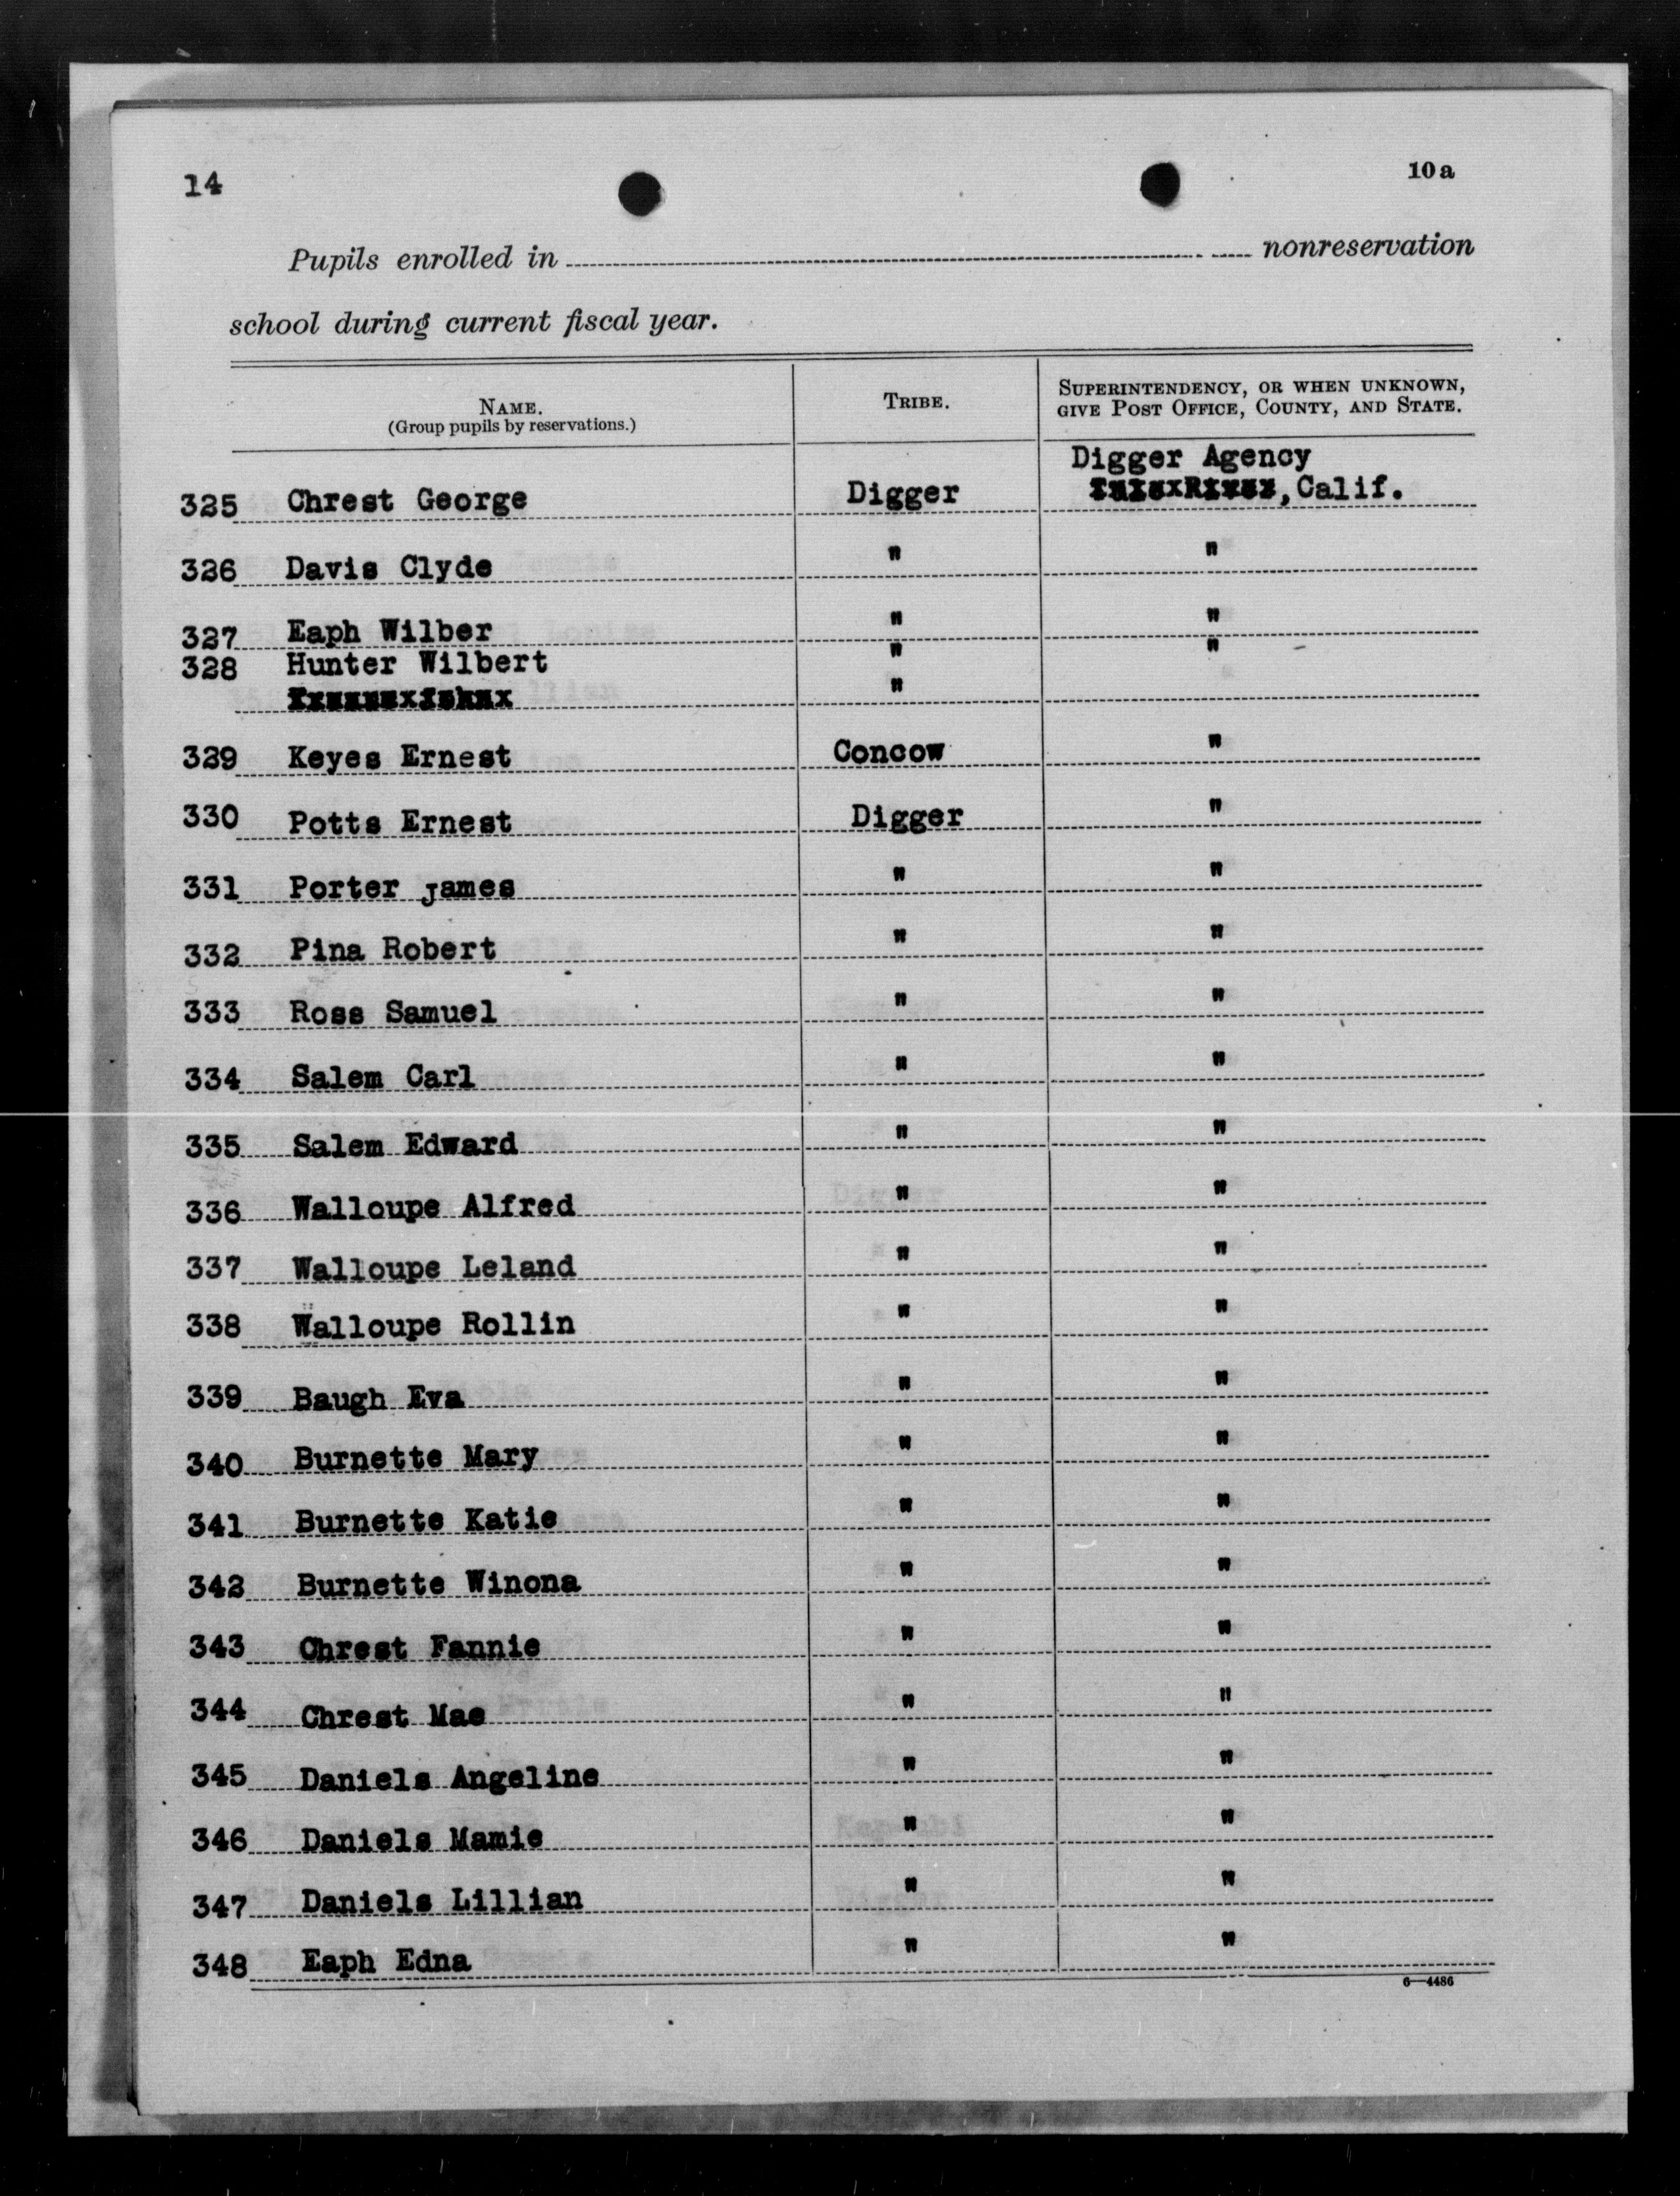 14
10a
Pupils enrolled in nonreservation
school during current fiscal year.
NAME.
(Group pupils by reservations.)
TRIBE.
SUPERINTENDENCY, OR WHEN UNKNOWN,
GIVE POST OFFICE, COUNTY, AND STATE.
Digger Agency
325 Chrest George Digger , Calif.
326 Davis Clyde " "
327 Eaph Wilber " "
328 Hunter Wilbert " "
"
329 Keyes Ernest Concow "
330 Potts Ernest Digger "
331 Porter James " "
332 Pina Robert " "
333 Ross Samuel " "
334 Salem Carl " "
335 Salem Edward " "
336 Walloupe Alfred " "
337 Walloupe Leland " "
338 Walloupe Rollin " "
339 Baugh Eva " "
340 Burnette Mary " "
341 Burnette Katie " "
342 Burnette Winona " "
343 Chrest Fannie " "
344 Chrest Mae " "
345 Daniels Angeline " "
346 Daniels Mamie " "
347 Daniels Lillian " "
348 Eaph Edna " "
6—4486